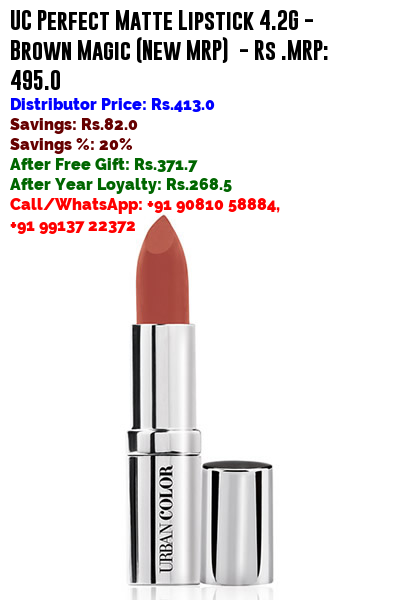 UC Perfect Matte Lipstick 4.2G -
Brown Magic (New MRP) - Rs .MRP:
495.0
Distributor Price: Rs.413.0
Savings: Rs.82.0
Savings %: 20%
After Free Gift: Rs.371.7
After Year Loyalty: Rs.268.5
Call/WhatsApp: +91 90810 58884,
+91 99137 22372
URBAN COLOR